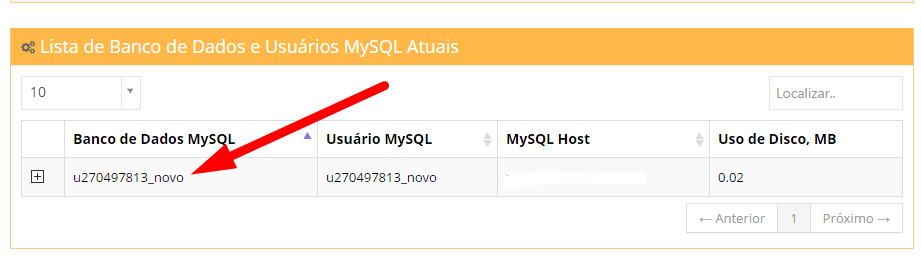 Lista de Banco de Dados e Usuários MySQL Atuais
10
Localizar..
Banco de Dados MySQL Usuário MySQL MySQL Host Uso de Disco, MB
u270497813_novo u270497813_novo 0.02
← Anterior 1 Próximo →